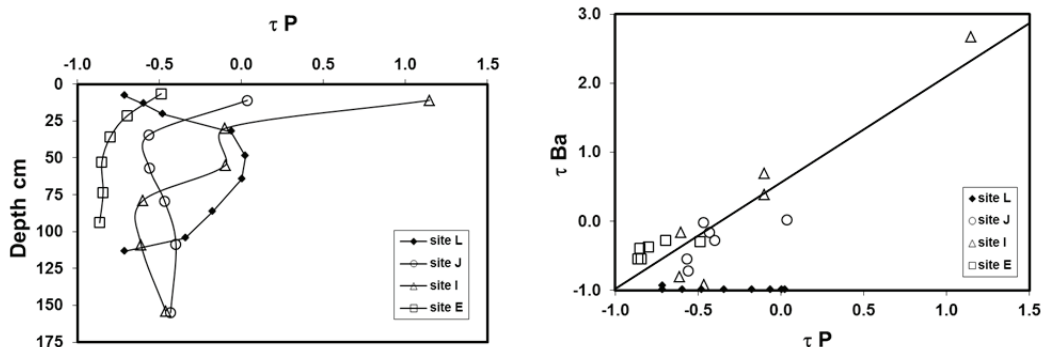 τ P
-1.0 -0.5 0.0 0.5 1.0 1.5
0
25
50
75
100
125
150
175
Depth cm
site L
site J
site I
site E
3.0
2.0
1.0
0.0
-1.0
τ Ba
site L
site J
site I
site E
-1.0 -0.5 0.0 0.5 1.0 1.5
τ P